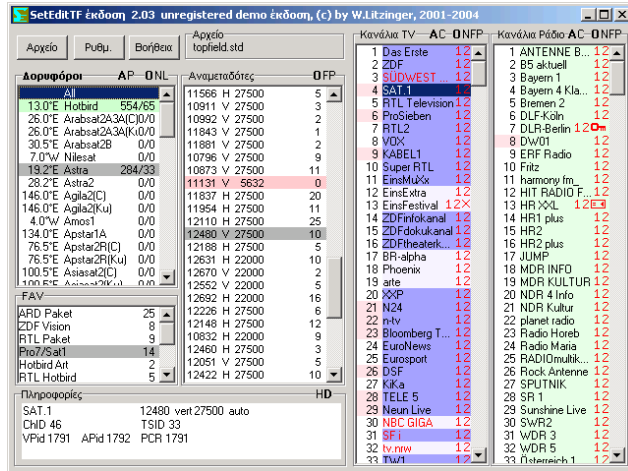 SetEditTF έκδοση 2.03 unregistered demo έκδοση, (c) by W.Litzinger, 2001-2004
Αρχείο Ρυθμ. Βοήθεια
Αρχείο
topfield.std
Δορυφόροι AP ONL
All
13.0°E Hotbird 554/65
26.0°E Arabsat2A3A(C)0/0
26.0°E Arabsat2A3A(Ku0/0
30.5°E Arabsat2B 0/0
7.0°W Nilesat 0/0
19.2°E Astra 284/33
28.2°E Astra2 0/0
146.0°E Agila2(C) 0/0
146.0°E Agila2(Ku) 0/0
4.0°W Amos1 0/0
134.0°E Apstar1A 0/0
76.5°E Apstar2R(C) 0/0
76.5°E Apstar2R(Ku) 0/0
100.5°E Asiasat2(C) 0/0
100.5°E Asiasat2(Ku) 0/0
FAV
ARD Paket 25
ZDF Vision 8
RTL Paket 9
Pro7/Sat1 14
Hotbird Art 2
RTL Hotbird 5
Αναμεταδότες OFP
11566 H 27500 5
10911 V 27500 3
10992 V 27500 2
11843 V 27500 1
11881 V 27500 2
10796 V 27500 9
10873 V 27500 11
11131 V 5632 0
11837 H 27500 20
11954 H 27500 11
12110 H 27500 25
12480 V 27500 10
12188 H 27500 5
12631 H 22000 10
12670 V 22000 2
12552 V 22000 5
12692 H 22000 16
12226 H 27500 6
12148 H 27500 12
10832 H 22000 9
12460 H 27500 3
12051 V 27500 5
12422 H 27500 10
Πληροφορίες HD
SAT.1 12480 vert 27500 auto
ChID 46 TSID 33
VPid 1791 APid 1792 PCR 1791
Κανάλια TV AC ONFP
1 Das Erste 12
2 ZDF 12
3 SÜDWEST ... 12
4 SAT.1 12
5 RTL Television 12
6 ProSieben 12
7 RTL2 12
8 VOX 12
9 KABEL1 12
10 Super RTL 12
11 EinsMuXx 12
12 EinsExtra 12
13 EinsFestival 12X
14 ZDFinfokanal 12
15 ZDFdokukanal 12
16 ZDFtheaterk... 12
17 BR-alpha 12
18 Phoenix 12
19 arte 12
20 XXP 12
21 N24 12
22 n-tv 12
23 Bloomberg T... 12
24 EuroNews 12
25 Eurosport 12
26 DSF 12
27 KiKa 12
28 TELE 5 12
29 Neun Live 12
30 NBC GIGA 12
31 SF i 12
32 tv.nrw 12
33 TW1 12
Κανάλια Ράδιο AC ONFP
1 ANTENNE B... 12
2 B5 aktuell 12
3 Bayern 1 12
4 Bayern 4 Kla... 12
5 Bremen 2 12
6 DLF-Köln 12
7 DLR-Berlin 12
8 DW01 12
9 ERF Radio 12
10 Fritz 12
11 harmony fm_ 12
12 HIT RADIO F... 12
13 HR XXL 12
14 HR1 plus 12
15 HR2 12
16 HR2 plus 12
17 JUMP 12
18 MDR INFO 12
19 MDR KULTUR 12
20 NDR 4 Info 12
21 NDR Kultur 12
22 planet radio 12
23 Radio Horeb 12
24 Radio Maria 12
25 RADIOmultik... 12
26 Rock Antenne 12
27 SPUTNIK 12
28 SR 1 12
29 Sunshine Live 12
30 SWR2 12
31 WDR 3 12
32 WDR 5 12
33 Österreich 1 12